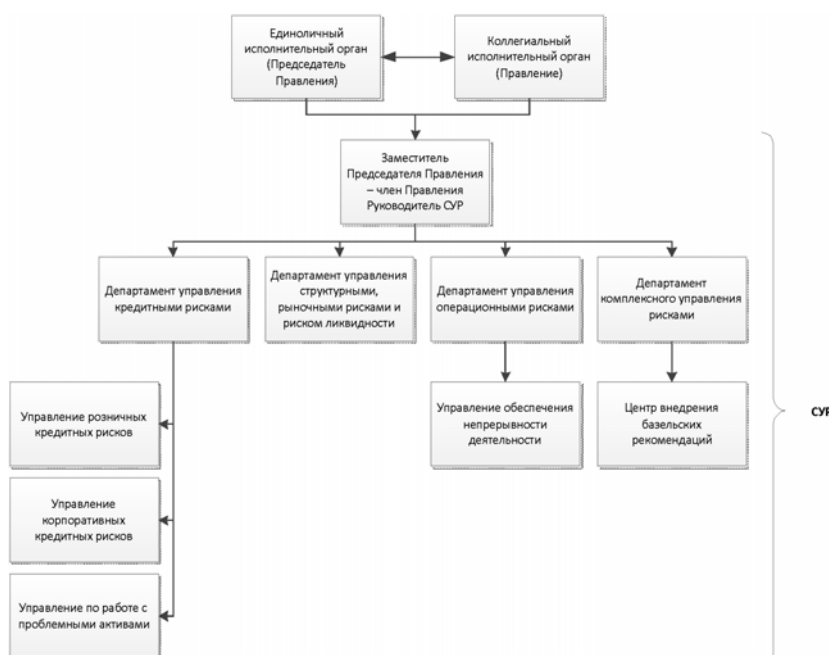 Единоличный
исполнительный орган
(Председатель
Правления)
Коллегиальный
исполнительный орган
(Правление)
Заместитель
Председателя Правления
– член Правления
Руководитель СУР
Департамент управления
кредитными рисками
Департамент управления
структурными,
рыночными рисками и
риском ликвидности
Департамент управления
операционными рисками
Департамент
комплексного управления
рисками
Управление розничных
кредитных рисков
Управление обеспечения
непрерывности
деятельности
Центр внедрения
базельских
рекомендаций
СУР
Управление
корпоративных
кредитных рисков
Управление по работе с
проблемными активами